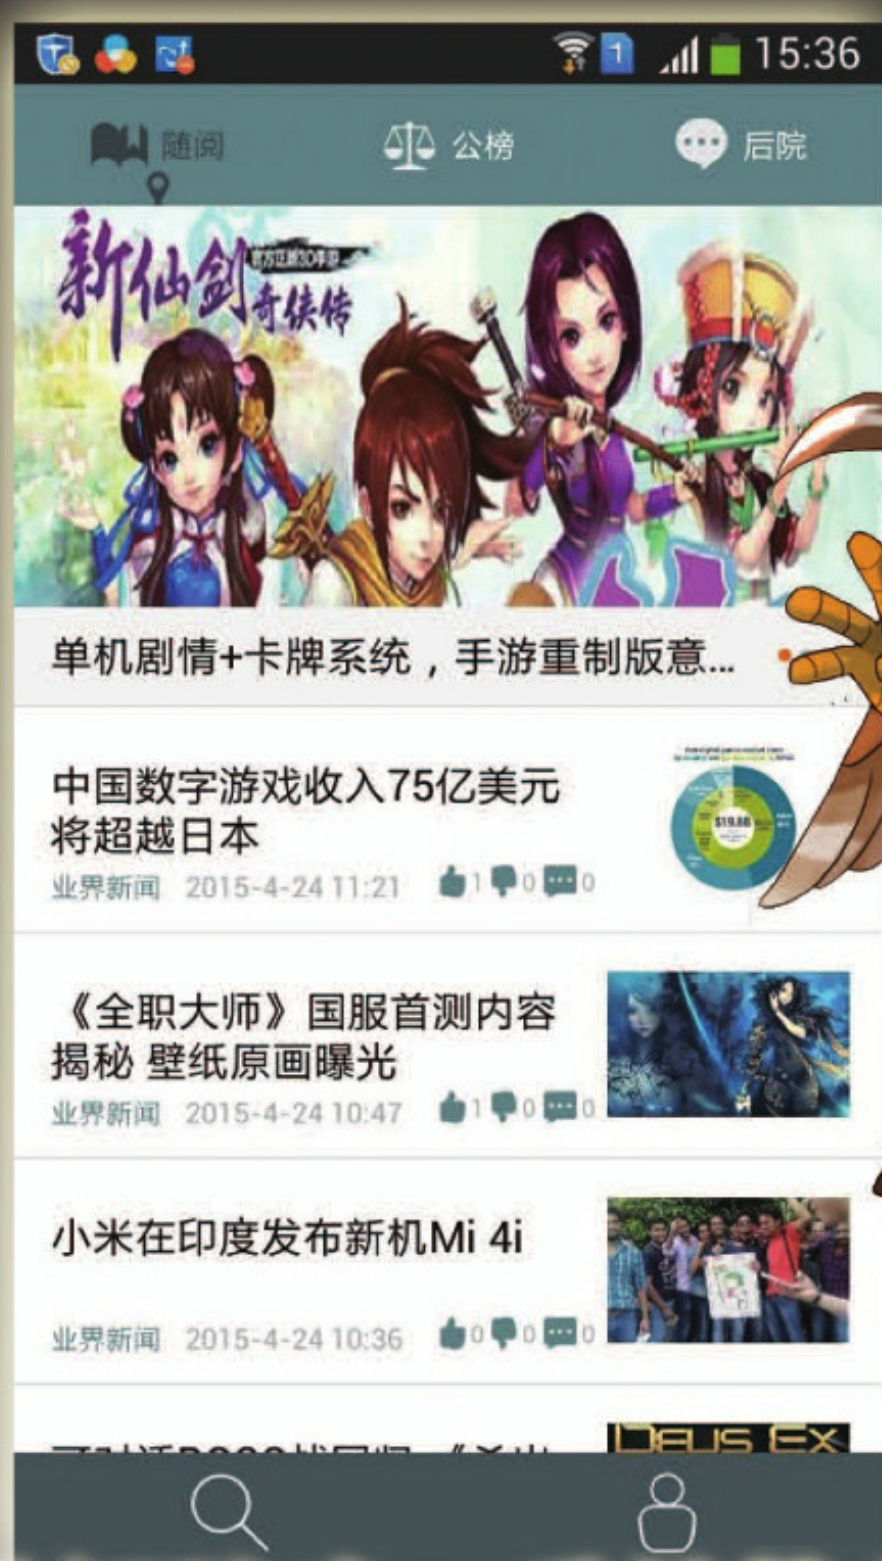 15:36
1
随阅
公榜
后院
新仙剑
奇侠传
单机剧情+卡牌系统，手游重制版意...
中国数字游戏收入75亿美元
将超越日本
业界新闻 2015-4-24 11:21 1 0 0
$19.8B
《全职大师》国服首测内容
揭秘 壁纸原画曝光
业界新闻 2015-4-24 10:47 1 0 0
小米在印度发布新机Mi 4i
业界新闻 2015-4-24 10:36 0 0 0
DEUS EX